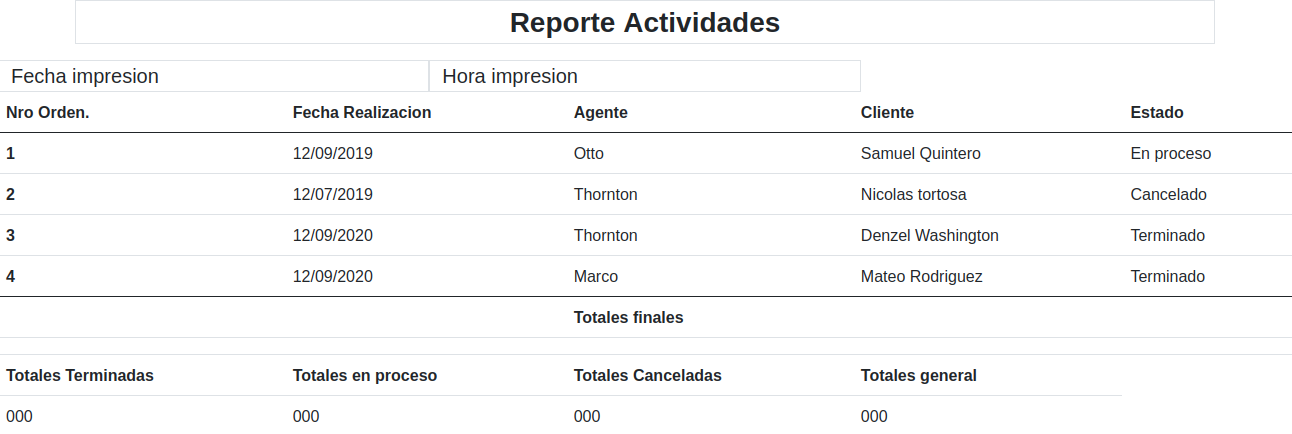 Reporte Actividades
Fecha impresion Hora impresion
Nro Orden. Fecha Realizacion Agente Cliente Estado
1 12/09/2019 Otto Samuel Quintero En proceso
2 12/07/2019 Thornton Nicolas tortosa Cancelado
3 12/09/2020 Thornton Denzel Washington Terminado
4 12/09/2020 Marco Mateo Rodriguez Terminado
Totales finales
Totales Terminadas Totales en proceso Totales Canceladas Totales general
000 000 000 000